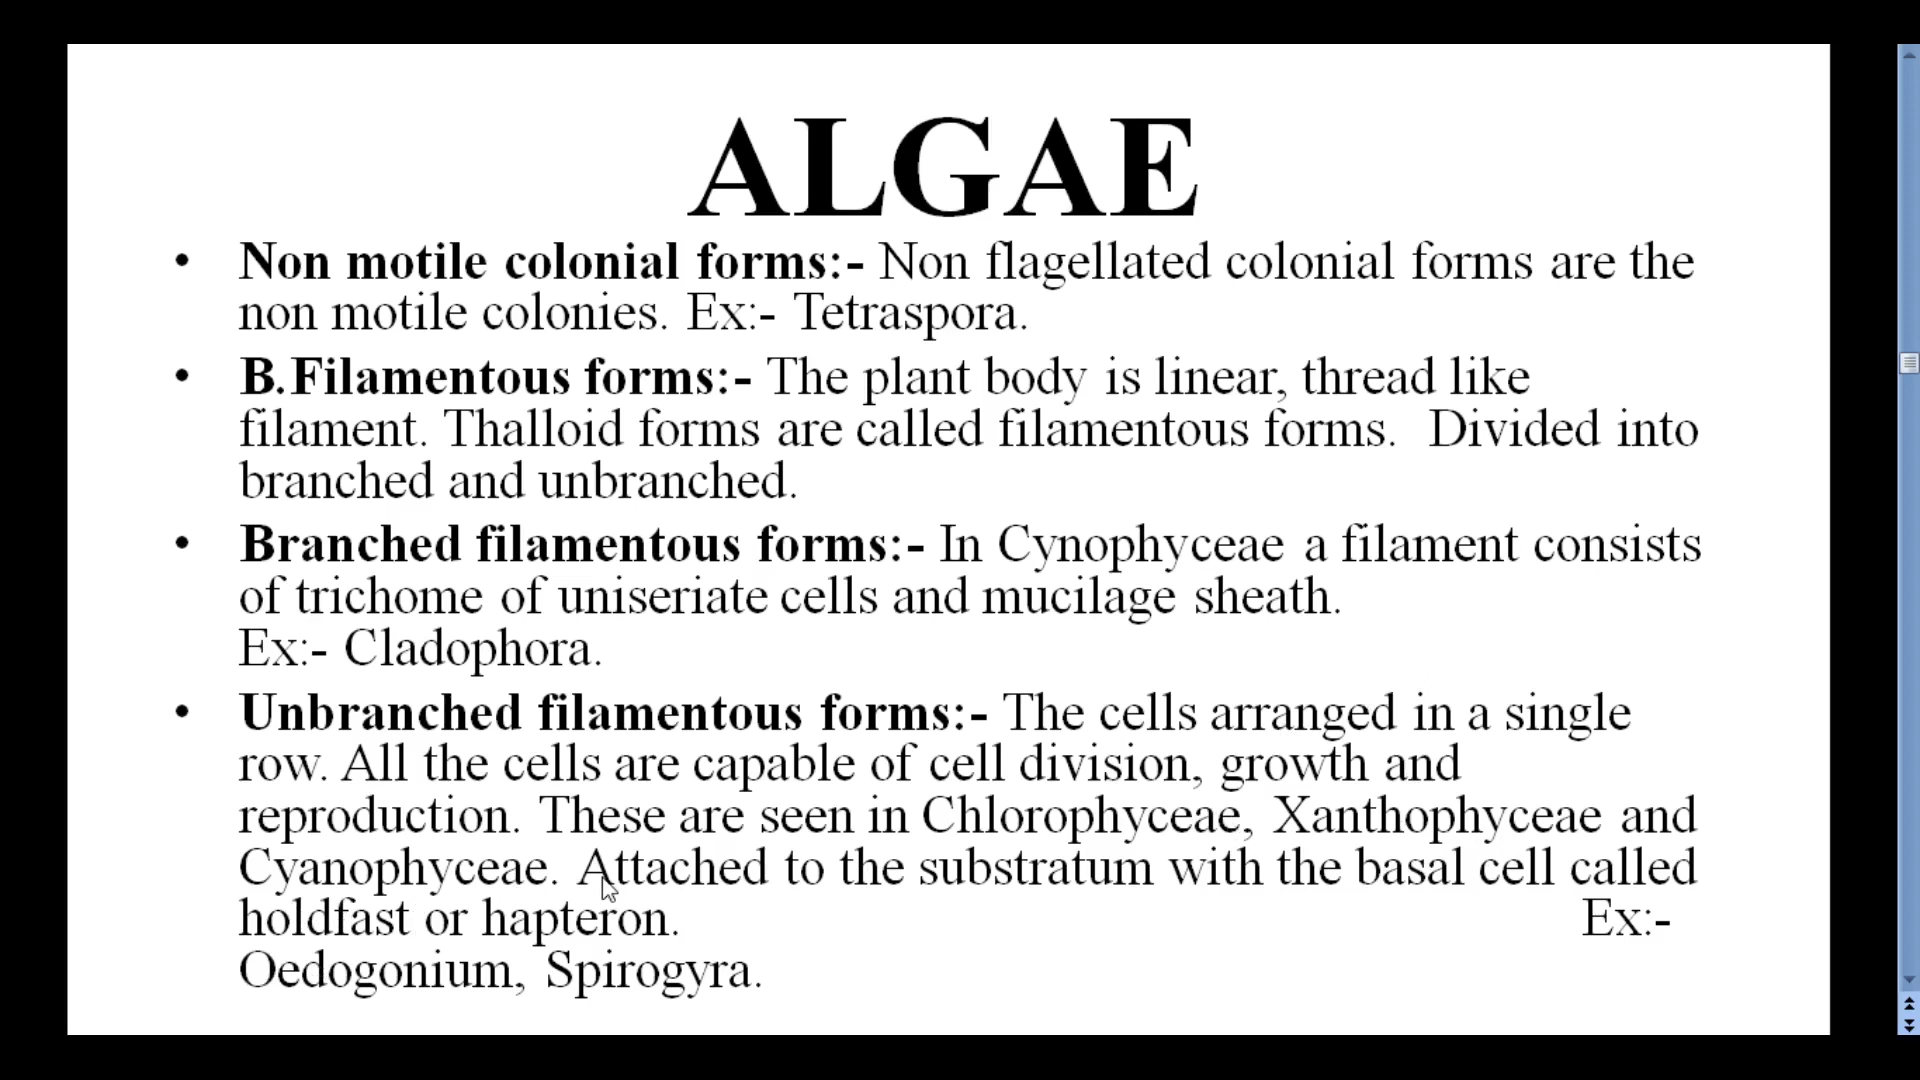 ALGAE
• Non motile colonial forms:- Non flagellated colonial forms are the
non motile colonies. Ex:- Tetraspora.
• B.Filamentous forms:- The plant body is linear, thread like
filament. Thalloid forms are called filamentous forms. Divided into
branched and unbranched.
• Branched filamentous forms:- In Cynophyceae a filament consists
of trichome of uniseriate cells and mucilage sheath.
Ex:- Cladophora.
• Unbranched filamentous forms:- The cells arranged in a single
row. All the cells are capable of cell division, growth and
reproduction. These are seen in Chlorophyceae, Xanthophyceae and
Cyanophyceae. Attached to the substratum with the basal cell called
holdfast or hapteron. Ex:-
Oedogonium, Spirogyra.